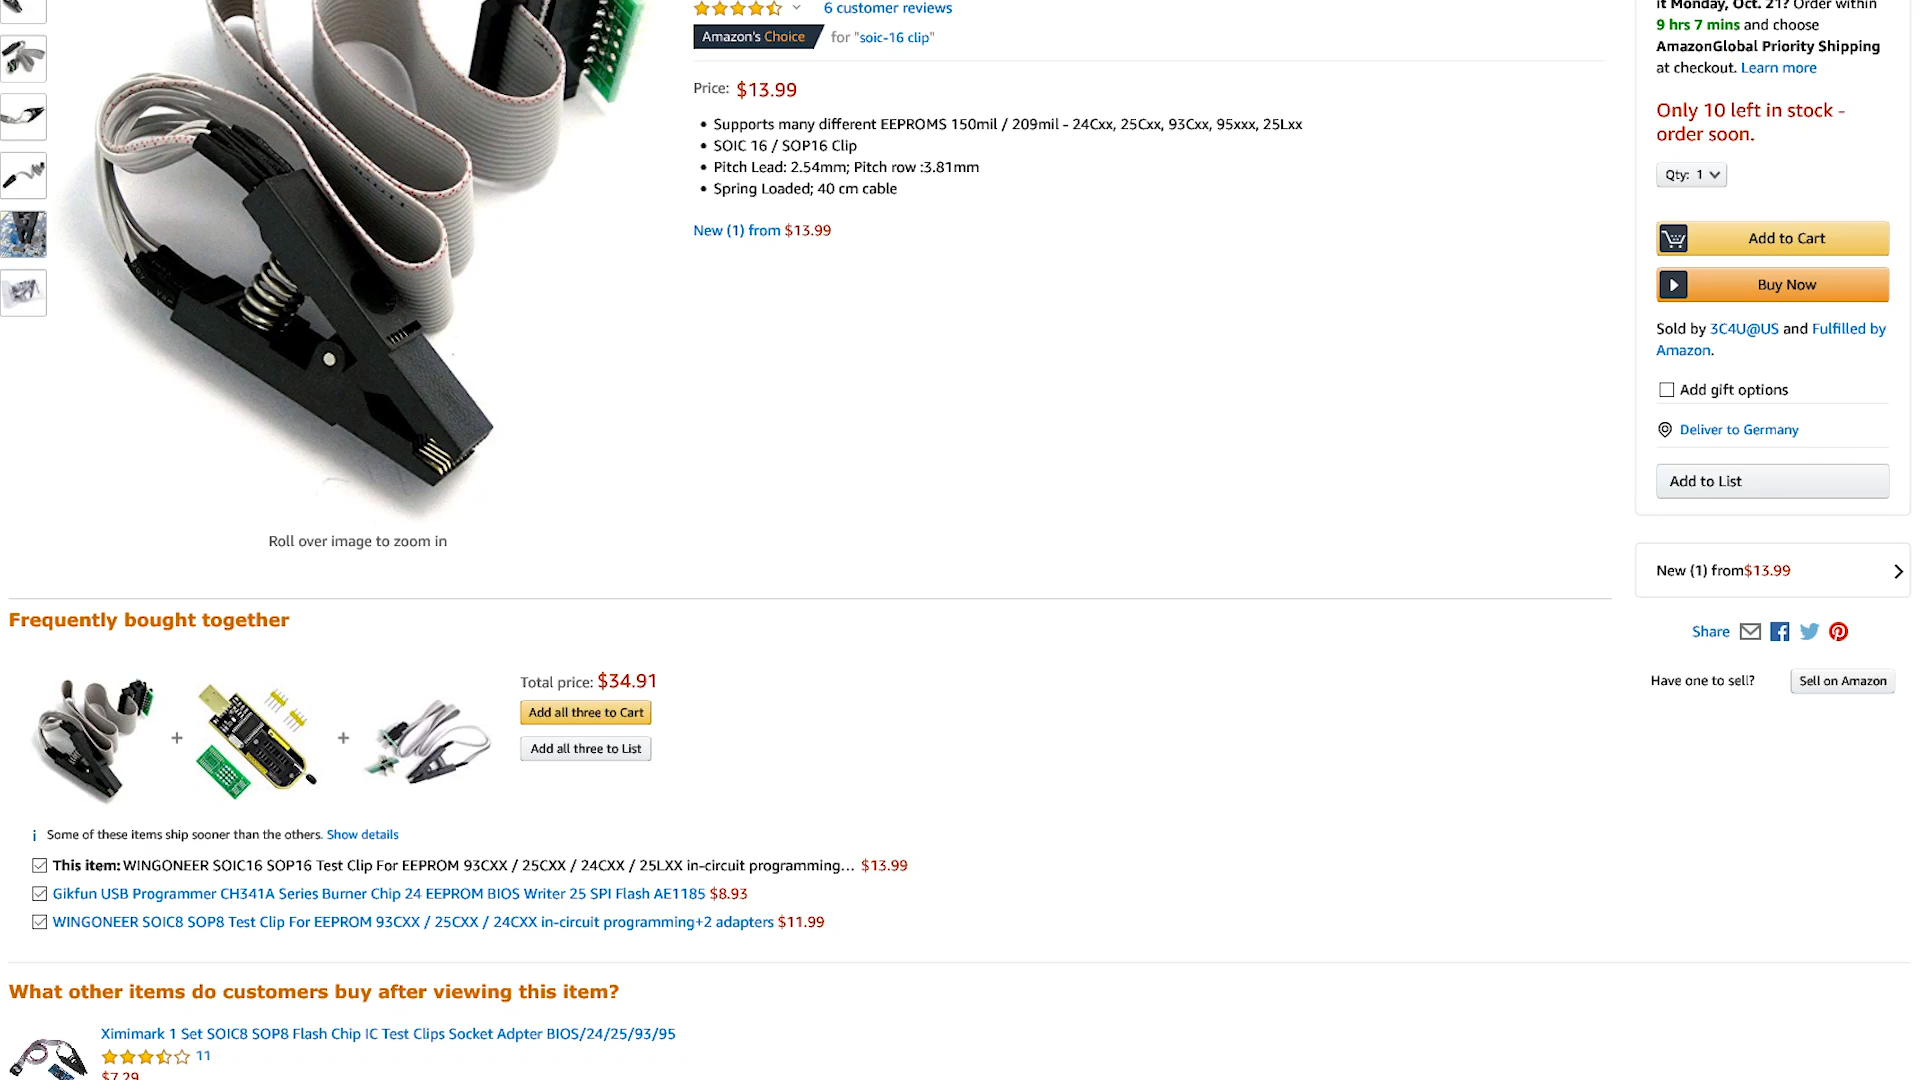 6 customer reviews
Amazon's Choice for "soic-16 clip"
Price: $13.99
• Supports many different EEPROMS 150mil / 209mil - 24Cxx, 25Cxx, 93Cxx, 95xxx, 25Lxx
• SOIC 16 / SOP16 Clip
• Pitch Lead: 2.54mm; Pitch row :3.81mm
• Spring Loaded; 40 cm cable
New (1) from $13.99
Roll over image to zoom in
it Monday, Oct. 21? Order within
9 hrs 7 mins and choose
AmazonGlobal Priority Shipping
at checkout. Learn more
Only 10 left in stock -
order soon.
Qty: 1
Add to Cart
Buy Now
Sold by 3C4U@US and Fulfilled by
Amazon.
Add gift options
Deliver to Germany
Add to List
New (1) from$13.99
Share
Have one to sell? Sell on Amazon
Frequently bought together
Total price: $34.91
Add all three to Cart
Add all three to List
i Some of these items ship sooner than the others. Show details
This item: WINGONEER SOIC16 SOP16 Test Clip For EEPROM 93CXX / 25CXX / 24CXX / 25LXX in-circuit programming… $13.99
Gikfun USB Programmer CH341A Series Burner Chip 24 EEPROM BIOS Writer 25 SPI Flash AE1185 $8.93
WINGONEER SOIC8 SOP8 Test Clip For EEPROM 93CXX / 25CXX / 24CXX in-circuit programming+2 adapters $11.99
What other items do customers buy after viewing this item?
Ximimark 1 Set SOIC8 SOP8 Flash Chip IC Test Clips Socket Adpter BIOS/24/25/93/95
11
$7.29